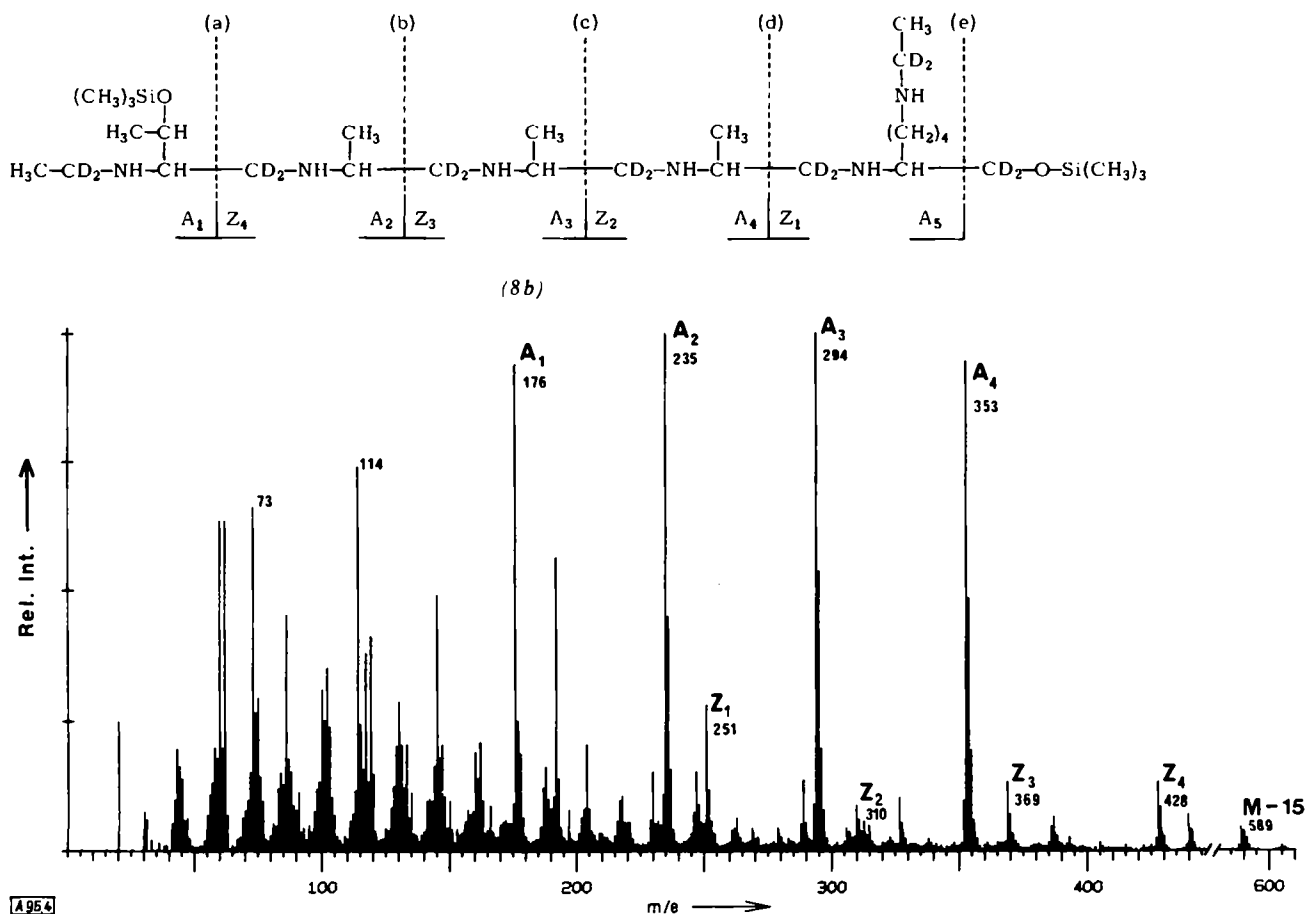 (a) (b) (c) (d) (e)
CH3
CD2
(CH3)3SiO NH
H3C—CH CH3 CH3 CH3 (CH2)4
H3C—CD2—NH—CH—CD2—NH—CH—CD2—NH—CH—CD2—NH—CH—CD2—NH—CH—CD2—O—Si(CH3)3
A1 Z4 A2 Z3 A3 Z2 A4 Z1 A5
(8b)
A1
176
A2
235
A3
294
A4
353
114
73
Z1
251
Z2
310
Z3
369
Z4
428
M-15
589
Rel. Int.
100 200 300 400 600
m/e
A95.4